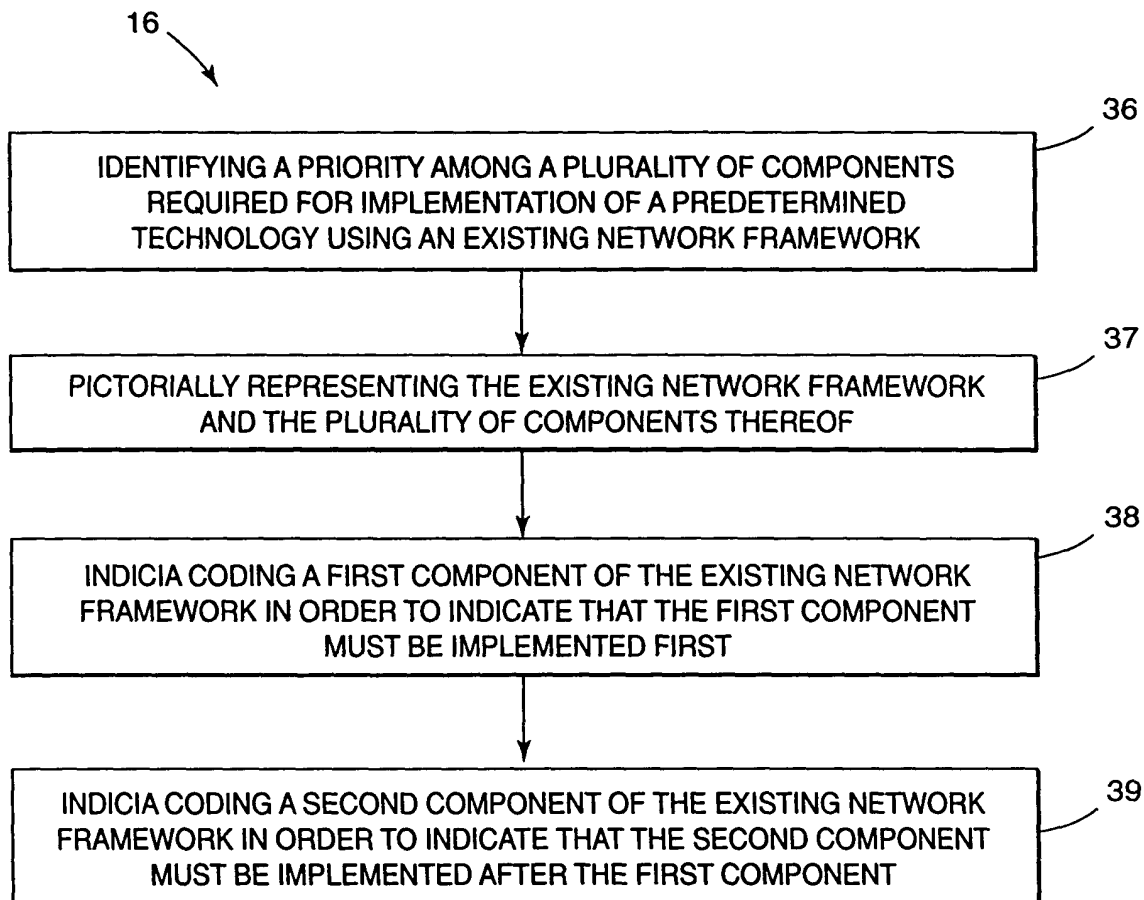 16
36
IDENTIFYING A PRIORITY AMONG A PLURALITY OF COMPONENTS
REQUIRED FOR IMPLEMENTATION OF A PREDETERMINED
TECHNOLOGY USING AN EXISTING NETWORK FRAMEWORK
37
PICTORIALLY REPRESENTING THE EXISTING NETWORK FRAMEWORK
AND THE PLURALITY OF COMPONENTS THEREOF
38
INDICIA CODING A FIRST COMPONENT OF THE EXISTING NETWORK
FRAMEWORK IN ORDER TO INDICATE THAT THE FIRST COMPONENT
MUST BE IMPLEMENTED FIRST
39
INDICIA CODING A SECOND COMPONENT OF THE EXISTING NETWORK
FRAMEWORK IN ORDER TO INDICATE THAT THE SECOND COMPONENT
MUST BE IMPLEMENTED AFTER THE FIRST COMPONENT